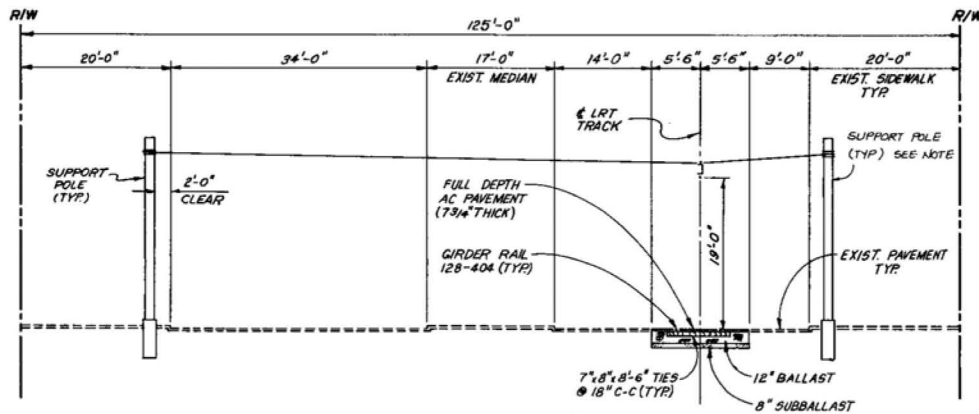 R/W
R/W
125'-0"
20'-0"
34'-0"
17'-0"
14'-0"
5'-6"
5'-6"
9'-0"
20'-0"
EXIST. MEDIAN
EXIST. SIDEWALK
TYP.
℄ LRT
TRACK
SUPPORT POLE
(TYP.) SEE NOTE
SUPPORT
POLE
(TYP.)
2'-0"
CLEAR
FULL DEPTH
AC PAVEMENT
(7 3/4" THICK)
19'-0"
GIRDER RAIL
128-404 (TYP.)
EXIST. PAVEMENT
TYP.
7"x8"x8'-6" TIES
@ 18" C-C (TYP.)
12" BALLAST
8" SUBBALLAST